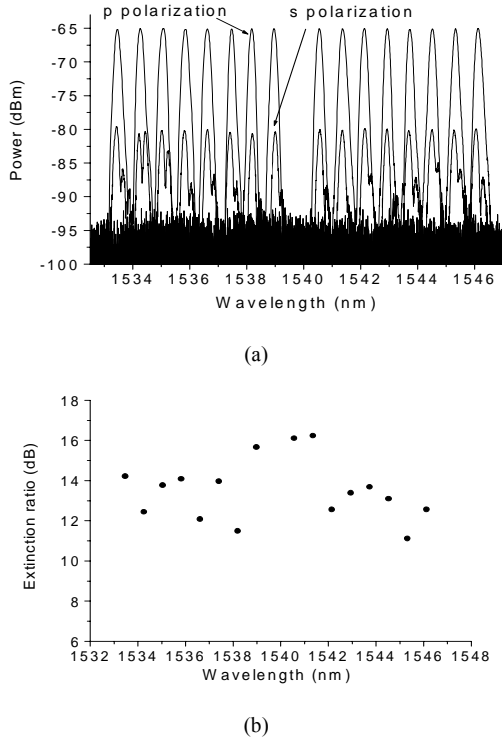 p polarization
s polarization
-65
-70
-75
-80
-85
-90
-95
-100
Power (dBm)
1534 1536 1538 1540 1542 1544 1546
Wavelength (nm)
(a)
18
16
14
12
10
8
6
Extinction ratio (dB)
1532 1534 1536 1538 1540 1542 1544 1546 1548
Wavelength (nm)
(b)